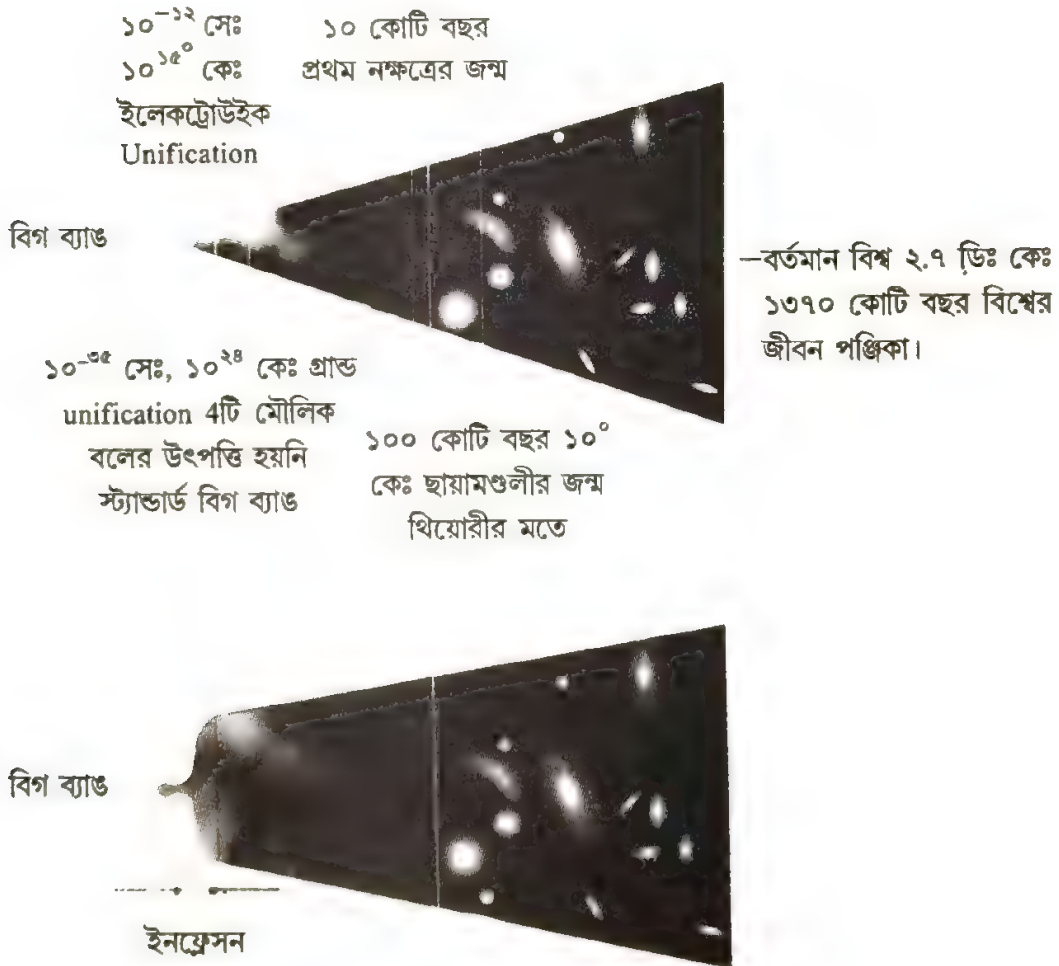 ১০⁻¹² সেঃ
১০¹⁵° কেঃ
ইলেকট্রোউইক
Unification
১০ কোটি বছর
প্রথম নক্ষত্রের জন্ম
বিগ ব্যাঙ
—বর্তমান বিশ্ব ২.৭ ডিঃ কেঃ
১৩৭০ কোটি বছর বিশ্বের
জীবন পঞ্জিকা।
১০⁻³⁵ সেঃ, ১০²⁴ কেঃ গ্রান্ড
unification 4টি মৌলিক
বলের উৎপত্তি হয়নি
স্ট্যান্ডার্ড বিগ ব্যাঙ
১০০ কোটি বছর ১০°
কেঃ ছায়ামণ্ডলীর জন্ম
থিয়োরীর মতে
বিগ ব্যাঙ
ইনফ্লেসন